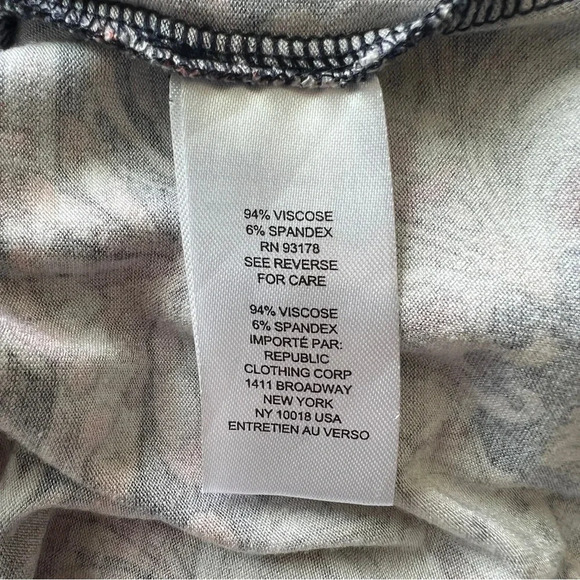 94% VISCOSE
6% SPANDEX
RN 93178
SEE REVERSE
FOR CARE
94% VISCOSE
6% SPANDEX
IMPORTÉ PAR:
REPUBLIC
CLOTHING CORP
1411 BROADWAY
NEW YORK
NY 10018 USA
ENTRETIEN AU VERSO